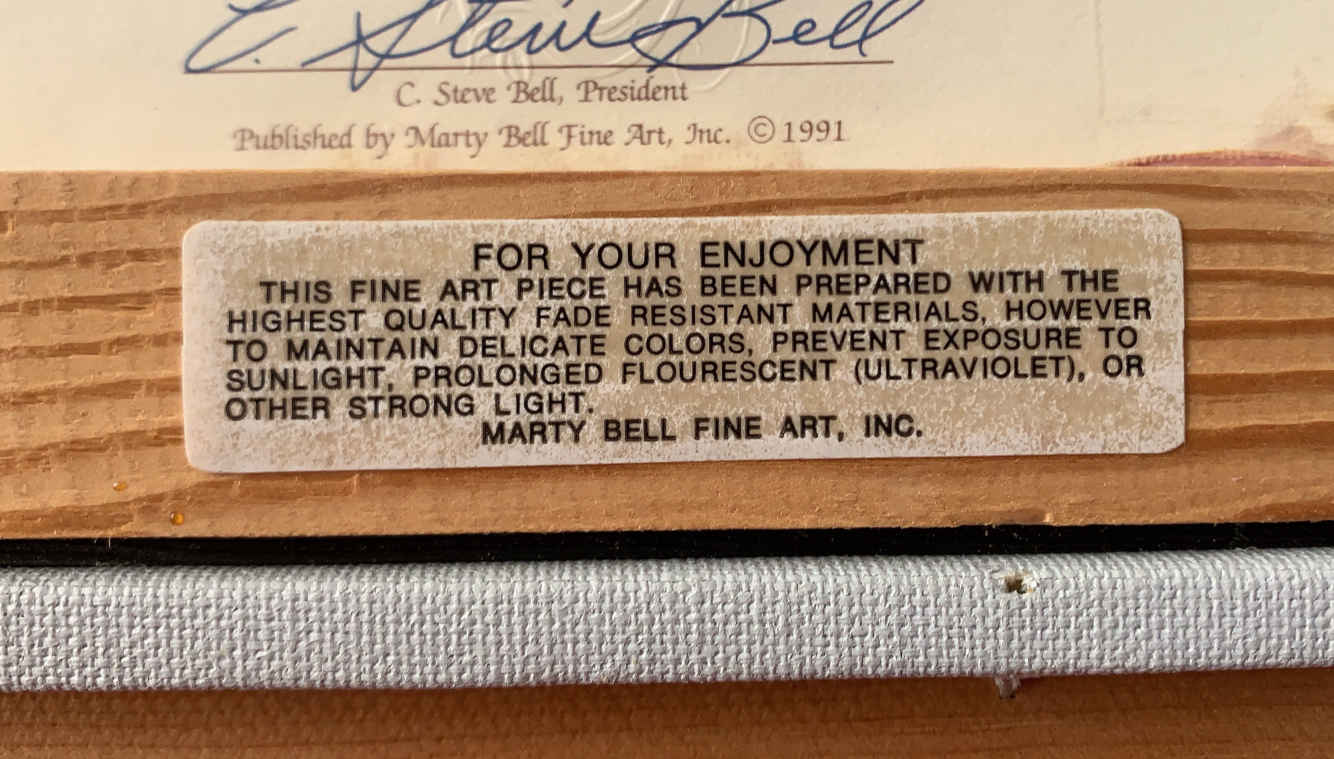 C. Steve Bell
C. Steve Bell, President
Published by Marty Bell Fine Art, Inc. © 1991
FOR YOUR ENJOYMENT
THIS FINE ART PIECE HAS BEEN PREPARED WITH THE
HIGHEST QUALITY FADE RESISTANT MATERIALS, HOWEVER
TO MAINTAIN DELICATE COLORS, PREVENT EXPOSURE TO
SUNLIGHT, PROLONGED FLOURESCENT (ULTRAVIOLET), OR
OTHER STRONG LIGHT.
MARTY BELL FINE ART, INC.